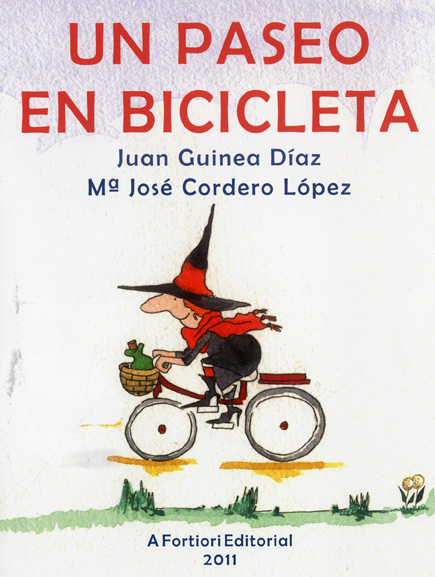 UN PASEO
EN BICICLETA
Juan Guinea Díaz
Mª José Cordero López
A Fortiori Editorial
2011